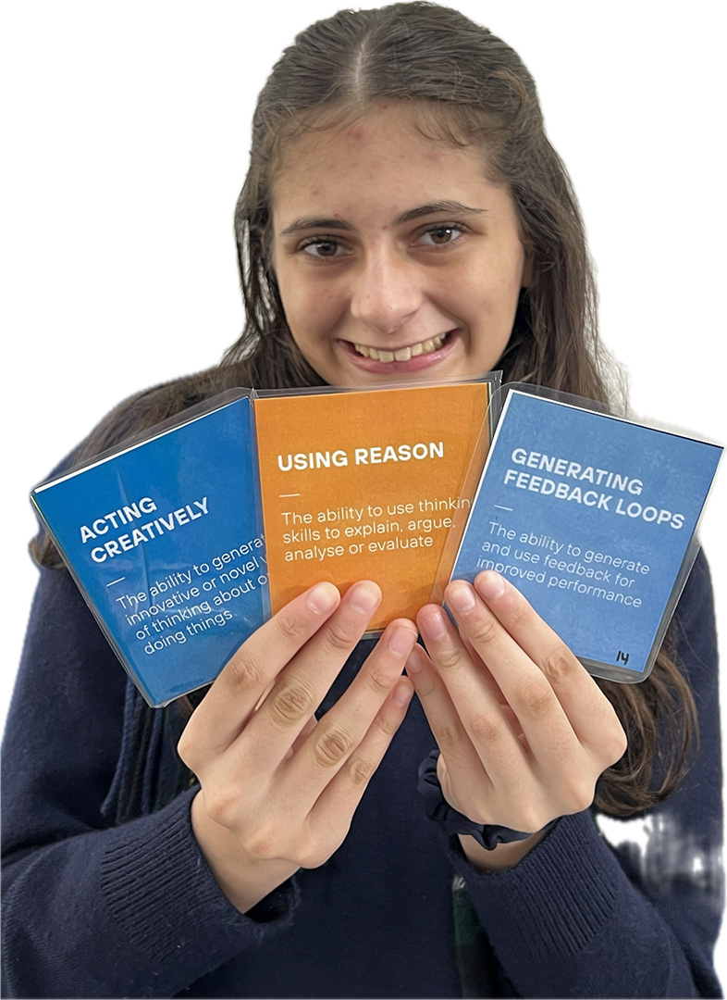 ACTING
CREATIVELY
The ability to
innovative or novel
of thinking about
doing things
USING REASON
The ability to use
skills to explain, argue,
analyse or evaluate
GENERATING
FEEDBACK LOOPS
The ability to generate
and use feedback for
improved performance
14